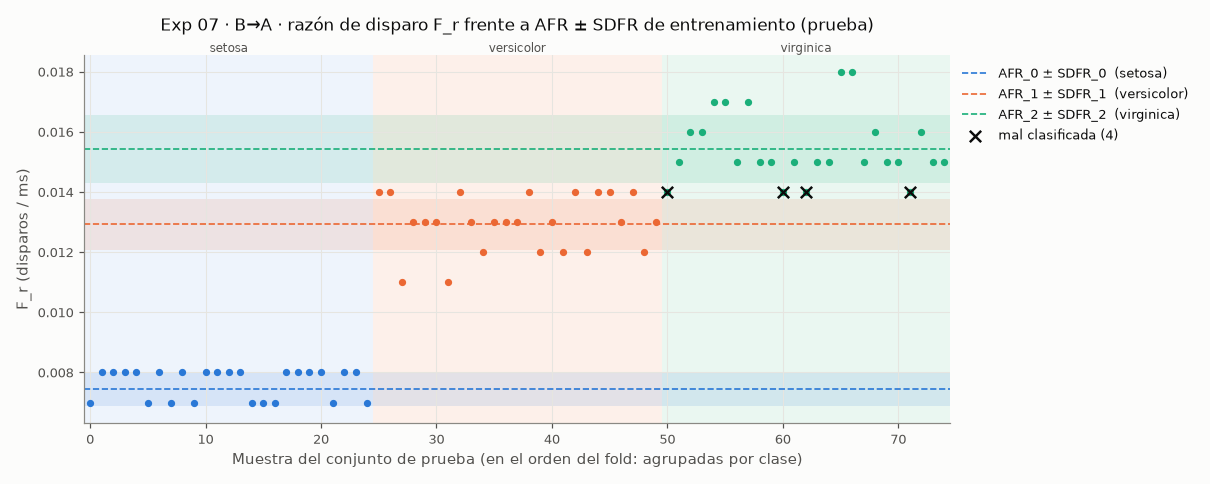 Exp 07 · B→A · razón de disparo F_r frente a AFR ± SDFR de entrenamiento (prueba)
setosa
versicolor
virginica
0.018
0.016
0.014
0.012
0.010
0.008
F_r (disparos / ms)
0
10
20
30
40
50
60
70
Muestra del conjunto de prueba (en el orden del fold: agrupadas por clase)
AFR_0 ± SDFR_0 (setosa)
AFR_1 ± SDFR_1 (versicolor)
AFR_2 ± SDFR_2 (virginica)
mal clasificada (4)